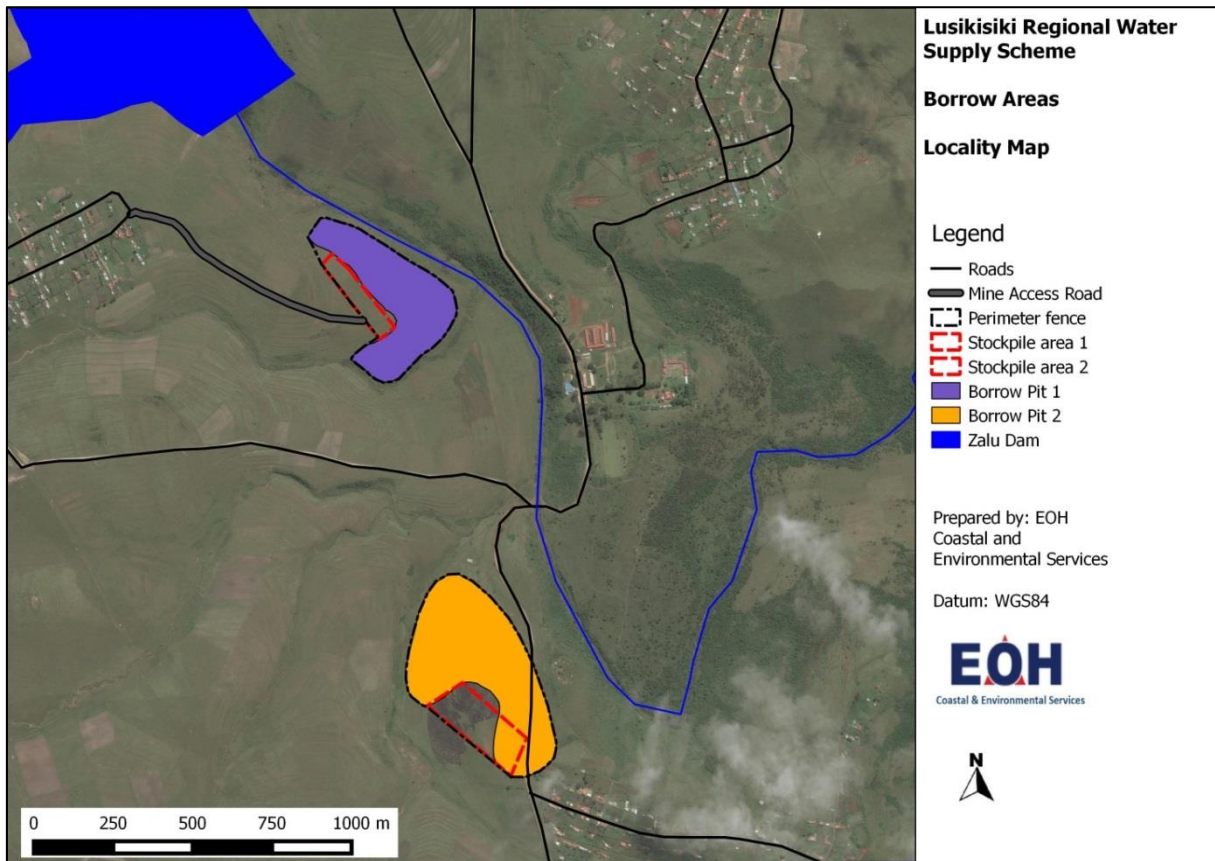 Lusikisiki Regional Water
Supply Scheme
Borrow Areas
Locality Map
Legend
Roads
Mine Access Road
Perimeter fence
Stockpile area 1
Stockpile area 2
Borrow Pit 1
Borrow Pit 2
Zalu Dam
Prepared by: EOH
Coastal and
Environmental Services
Datum: WGS84
EOH
Coastal & Environmental Services
N
0 250 500 750 1000 m